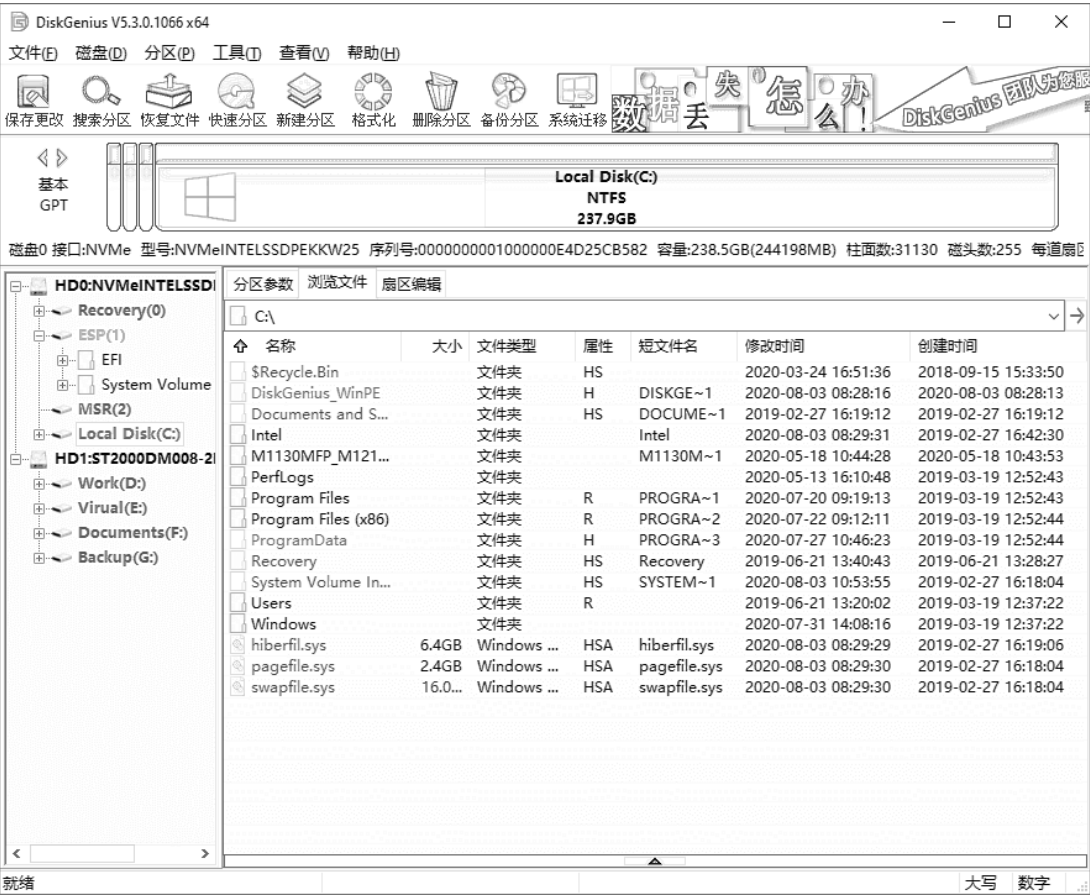 DiskGenius V5.3.0.1066 x64
文件(F) 磁盘(D) 分区(P) 工具(T) 查看(V) 帮助(H)
保存更改 搜索分区 恢复文件 快速分区 新建分区 格式化 删除分区 备份分区 系统迁移
数据丢失怎么办!
DiskGenius 团队为您服
基本
GPT
Local Disk(C:)
NTFS
237.9GB
磁盘0 接口:NVMe 型号:NVMeINTELSSDPEKKW25 序列号:0000000001000000E4D25CB582 容量:238.5GB(244198MB) 柱面数:31130 磁头数:255 每道扇区
HD0:NVMeINTELSSDI
Recovery(0)
ESP(1)
EFI
System Volume
MSR(2)
Local Disk(C:)
HD1:ST2000DM008-2
Work(D:)
Virual(E:)
Documents(F:)
Backup(G:)
分区参数 浏览文件 扇区编辑
C:\
名称 大小 文件类型 属性 短文件名 修改时间 创建时间
$Recycle.Bin 文件夹 HS 2020-03-24 16:51:36 2018-09-15 15:33:50
DiskGenius_WinPE 文件夹 H DISKGE~1 2020-08-03 08:28:16 2020-08-03 08:28:13
Documents and S... 文件夹 HS DOCUME~1 2019-02-27 16:19:12 2019-02-27 16:19:12
Intel 文件夹 Intel 2020-08-03 08:29:31 2019-02-27 16:42:30
M1130MFP_M121... 文件夹 M1130M~1 2020-05-18 10:44:28 2020-05-18 10:43:53
PerfLogs 文件夹 2020-05-13 16:10:48 2019-03-19 12:52:43
Program Files 文件夹 R PROGRA~1 2020-07-20 09:19:13 2019-03-19 12:52:43
Program Files (x86) 文件夹 R PROGRA~2 2020-07-22 09:12:11 2019-03-19 12:52:44
ProgramData 文件夹 H PROGRA~3 2020-07-27 10:46:23 2019-03-19 12:52:44
Recovery 文件夹 HS Recovery 2019-06-21 13:40:43 2019-06-21 13:28:27
System Volume In... 文件夹 HS SYSTEM~1 2020-08-03 10:53:55 2019-02-27 16:18:04
Users 文件夹 R 2019-06-21 13:20:02 2019-03-19 12:37:22
Windows 文件夹 2020-07-31 14:08:16 2019-03-19 12:37:22
hiberfil.sys 6.4GB Windows ... HSA hiberfil.sys 2020-08-03 08:29:29 2019-02-27 16:19:06
pagefile.sys 2.4GB Windows ... HSA pagefile.sys 2020-08-03 08:29:30 2019-02-27 16:18:04
swapfile.sys 16.0... Windows ... HSA swapfile.sys 2020-08-03 08:29:30 2019-02-27 16:18:04
就绪 大写 数字